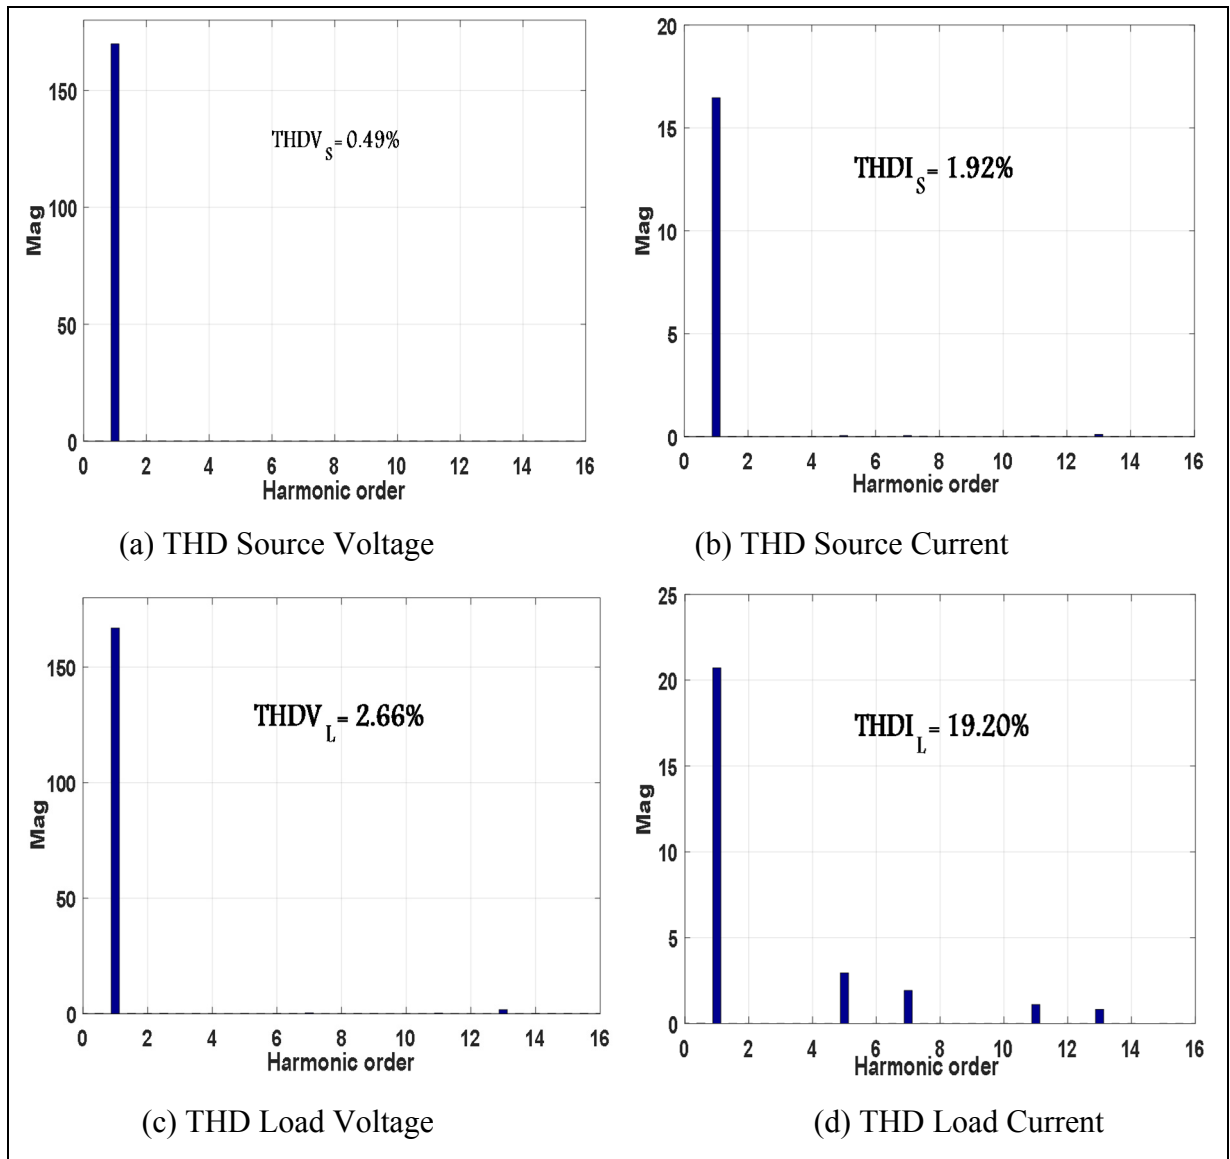 150
100
50
0
Mag
THDV S = 0.49%
0 2 4 6 8 10 12 14 16
Harmonic order
(a) THD Source Voltage
20
15
10
5
0
Mag
THDI S = 1.92%
0 2 4 6 8 10 12 14 16
Harmonic order
(b) THD Source Current
150
100
50
0
Mag
THDV L = 2.66%
0 2 4 6 8 10 12 14 16
Harmonic order
(c) THD Load Voltage
25
20
15
10
5
0
Mag
THDI L = 19.20%
0 2 4 6 8 10 12 14 16
Harmonic order
(d) THD Load Current